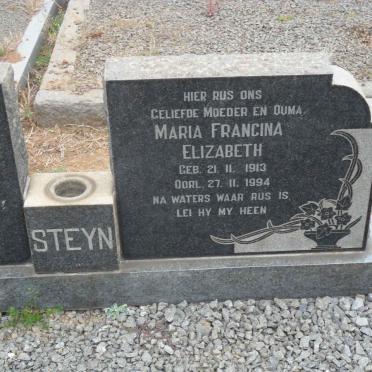 HIER RUS ONS
GELIEFDE MOEDER EN OUMA
MARIA FRANCINA
ELIZABETH
GEB. 21. 11. 1913
OORL. 27. 11. 1994
NA WATERS WAAR RUS IS,
LEI HY MY HEEN
STEYN